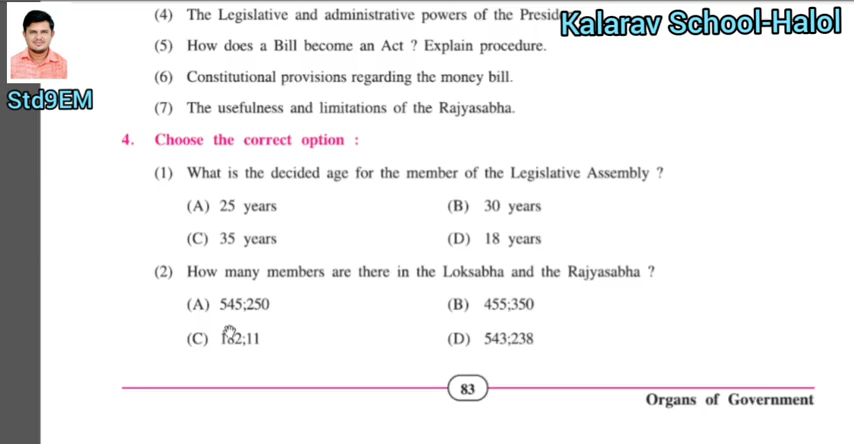 (4) The Legislative and administrative powers of the
Kalarav School-Halol
(5) How does a Bill become an Act ? Explain procedure.
(6) Constitutional provisions regarding the money bill.
Std9EM
(7) The usefulness and limitations of the Rajyasabha.
4. Choose the correct option :
(1) What is the decided age for the member of the Legislative Assembly ?
(A) 25 years (B) 30 years
(C) 35 years (D) 18 years
(2) How many members are there in the Loksabha and the Rajyasabha ?
(A) 545;250 (B) 455;350
(C) (D) 543;238
83
Organs of Government